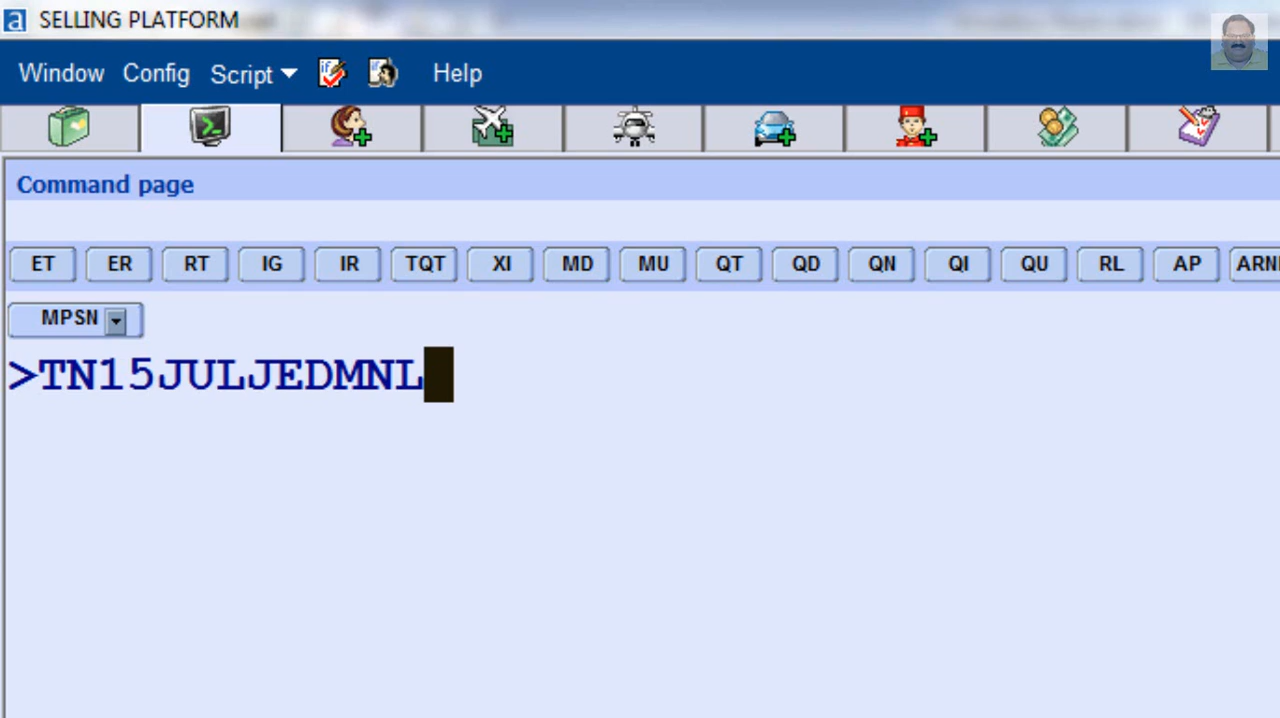 a SELLING PLATFORM
Window Config Script Help
Command page
ET ER RT IG IR TQT XI MD MU QT QD QN QI QU RL AP
MPSN
>TN15JULJEDMNL